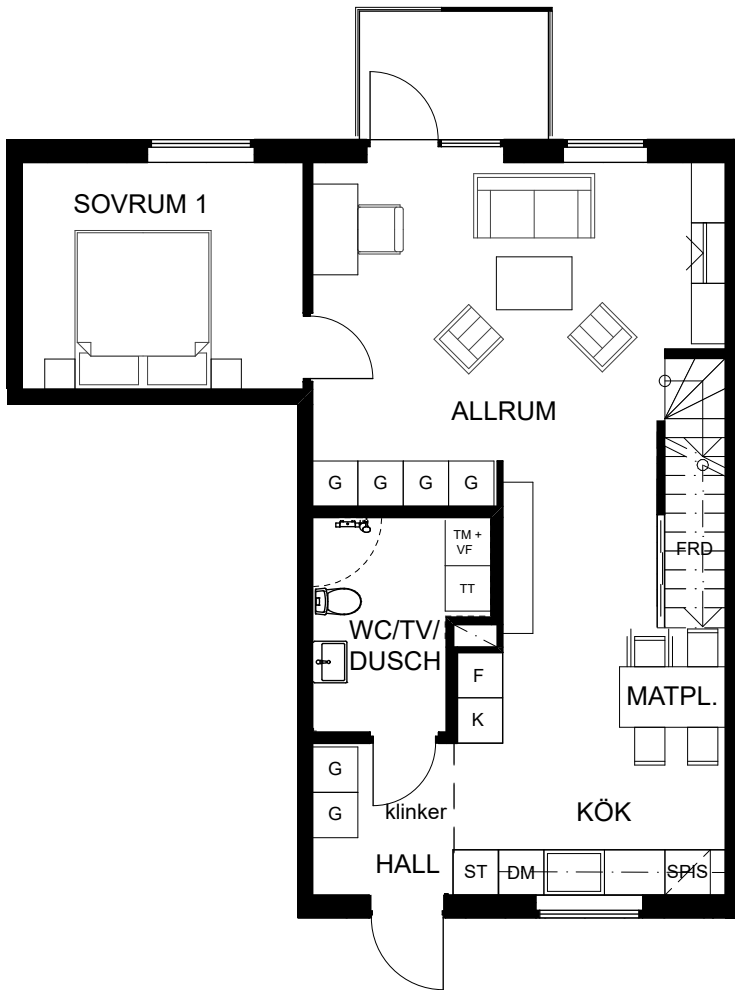 SOVRUM 1
ALLRUM
G G G G
TM +
VF
TT
FRD
WC/TV/
DUSCH
F
K
MATPL.
G
G
klinker
KÖK
HALL
ST DM SPIS